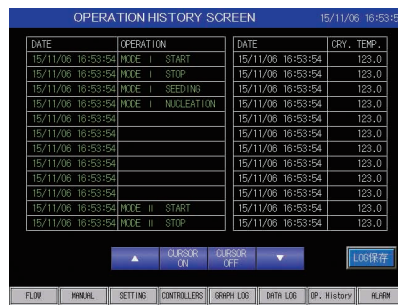 OPERATION HISTORY SCREEN 15/11/06 16:53:5
DATE OPERATION DATE CRY. TEMP.
15/11/06 16:53:54 MODE I START 15/11/06 16:53:54 123.0
15/11/06 16:53:54 MODE I STOP 15/11/06 16:53:54 123.0
15/11/06 16:53:54 MODE I SEEDING 15/11/06 16:53:54 123.0
15/11/06 16:53:54 MODE I NUCLEATION 15/11/06 16:53:54 123.0
15/11/06 16:53:54 15/11/06 16:53:54 123.0
15/11/06 16:53:54 15/11/06 16:53:54 123.0
15/11/06 16:53:54 15/11/06 16:53:54 123.0
15/11/06 16:53:54 15/11/06 16:53:54 123.0
15/11/06 16:53:54 15/11/06 16:53:54 123.0
15/11/06 16:53:54 15/11/06 16:53:54 123.0
15/11/06 16:53:54 MODE II START 15/11/06 16:53:54 123.0
15/11/06 16:53:54 MODE II STOP 15/11/06 16:53:54 123.0
▲ CURSOR ON CURSOR OFF ▼ LOG保存
FLOW MANUAL SETTING CONTROLLERS GRAPH LOG DATA LOG OP. History ALARM